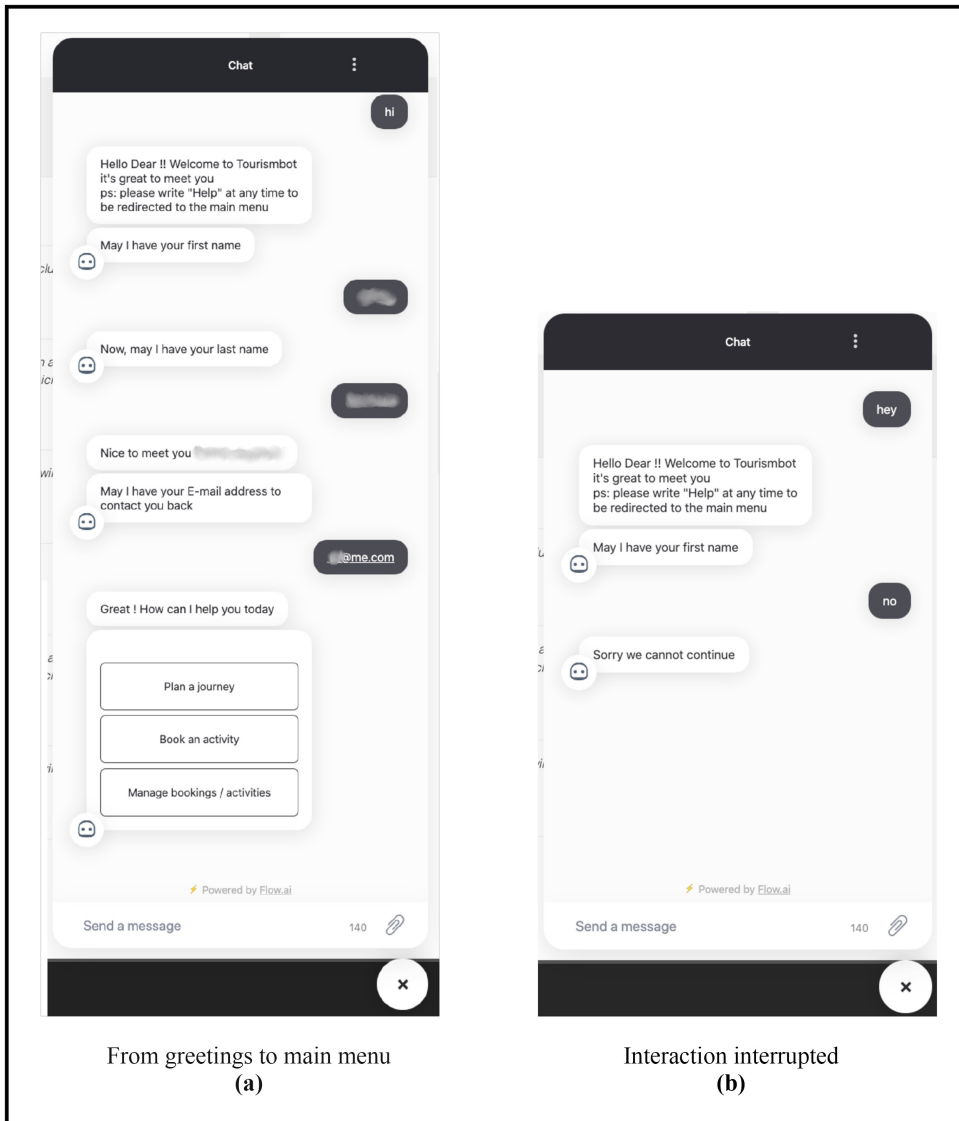 Chat
hi
Hello Dear !! Welcome to Tourismbot
it's great to meet you
ps: please write "Help" at any time to
be redirected to the main menu
May I have your first name
Now, may I have your last name
Nice to meet you
May I have your E-mail address to
contact you back
@me.com
Great ! How can I help you today
Plan a journey
Book an activity
Manage bookings / activities
⚡ Powered by Flow.ai
Send a message 140
From greetings to main menu
(a)
Chat
hey
Hello Dear !! Welcome to Tourismbot
it's great to meet you
ps: please write "Help" at any time to
be redirected to the main menu
May I have your first name
no
Sorry we cannot continue
⚡ Powered by Flow.ai
Send a message 140
Interaction interrupted
(b)